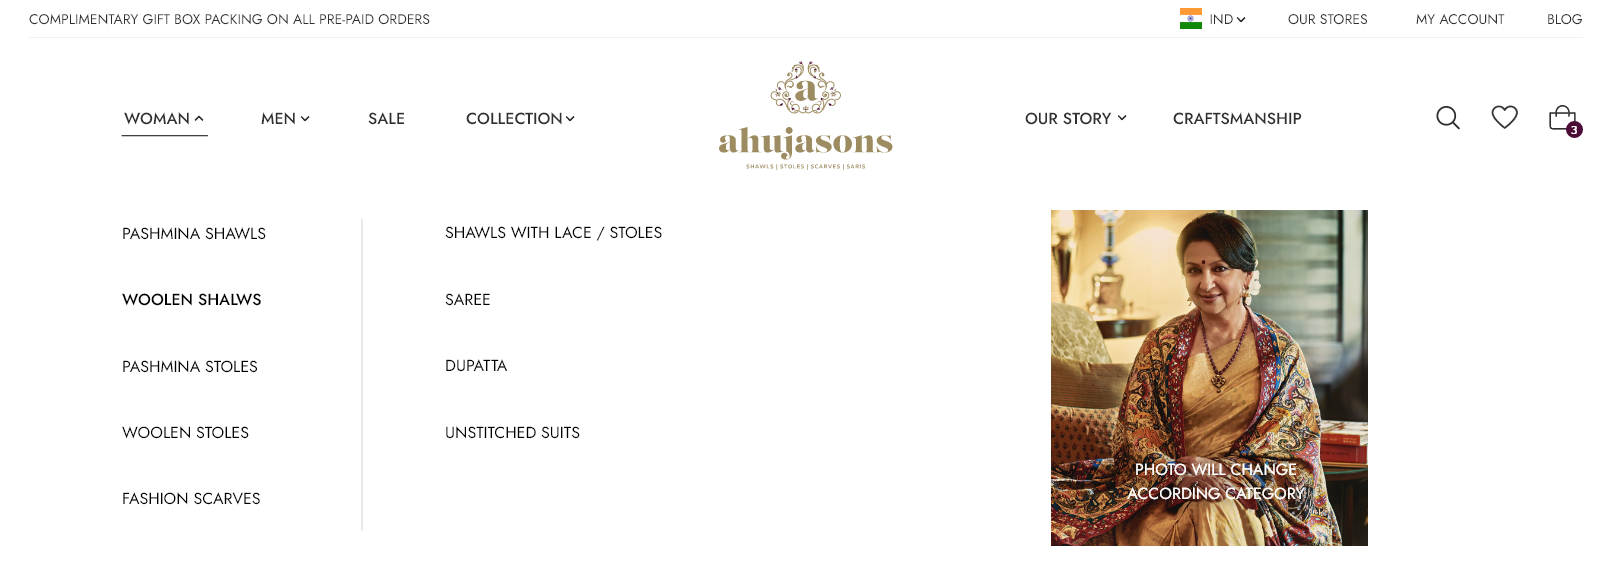 COMPLIMENTARY GIFT BOX PACKING ON ALL PRE-PAID ORDERS
IND
OUR STORES
MY ACCOUNT
BLOG
WOMAN
MEN
SALE
COLLECTION
a
ahujasons
SHAWLS | STOLES | SCARVES | SARIS
OUR STORY
CRAFTSMANSHIP
3
PASHMINA SHAWLS
WOOLEN SHALWS
PASHMINA STOLES
WOOLEN STOLES
FASHION SCARVES
SHAWLS WITH LACE / STOLES
SAREE
DUPATTA
UNSTITCHED SUITS
PHOTO WILL CHANGE
ACCORDING CATEGORY